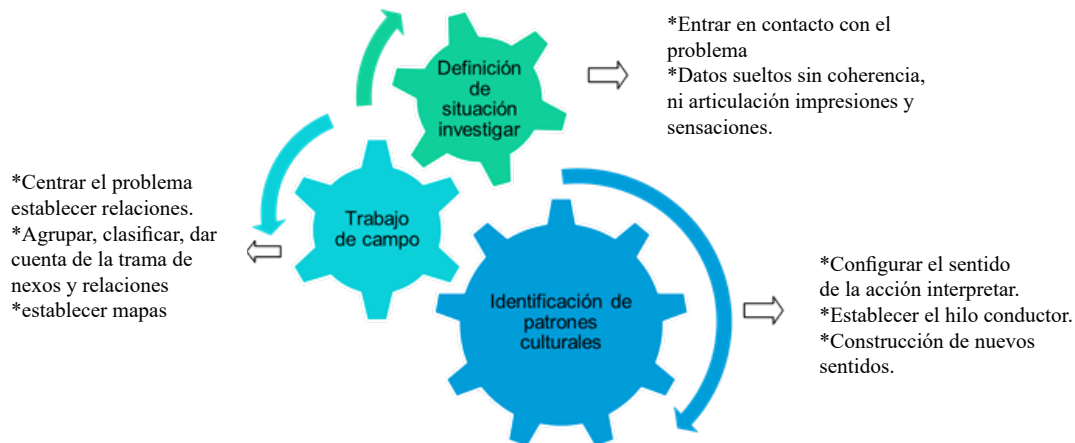 Definición
de
situación
investigar
*Entrar en contacto con el
problema
*Datos sueltos sin coherencia,
ni articulación impresiones y
sensaciones.
Trabajo
de campo
*Centrar el problema
establecer relaciones.
*Agrupar, clasificar, dar
cuenta de la trama de
nexos y relaciones
*establecer mapas
Identificación de
patrones
culturales
*Configurar el sentido
de la acción interpretar.
*Establecer el hilo conductor.
*Construcción de nuevos
sentidos.